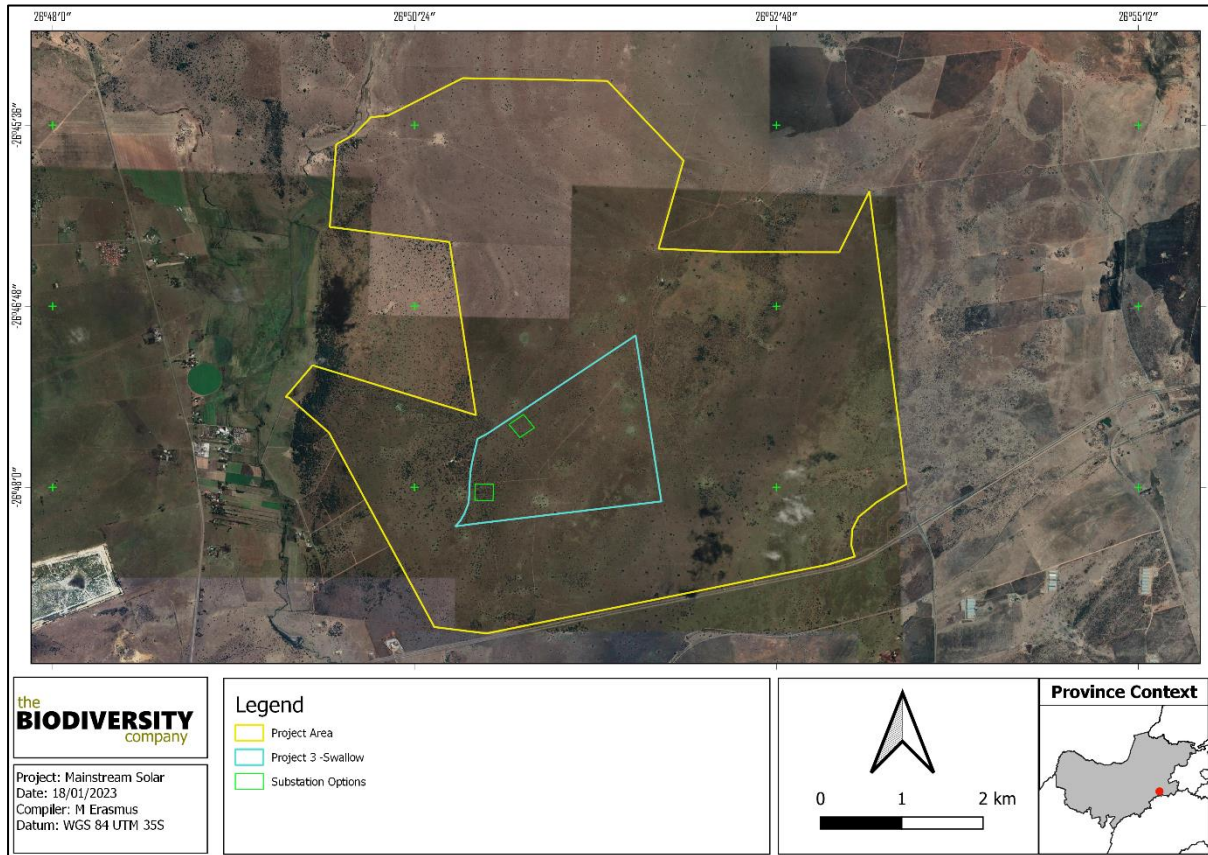 26°48′0″ 26°50′24″ 26°52′48″ 26°55′12″
-26°45′36″
-26°46′48″
-26°48′0″
the
BIODIVERSITY
company
Project: Mainstream Solar
Date: 18/01/2023
Compiler: M Erasmus
Datum: WGS 84 UTM 35S
Legend
Project Area
Project 3 -Swallow
Substation Options
0 1 2 km
Province Context